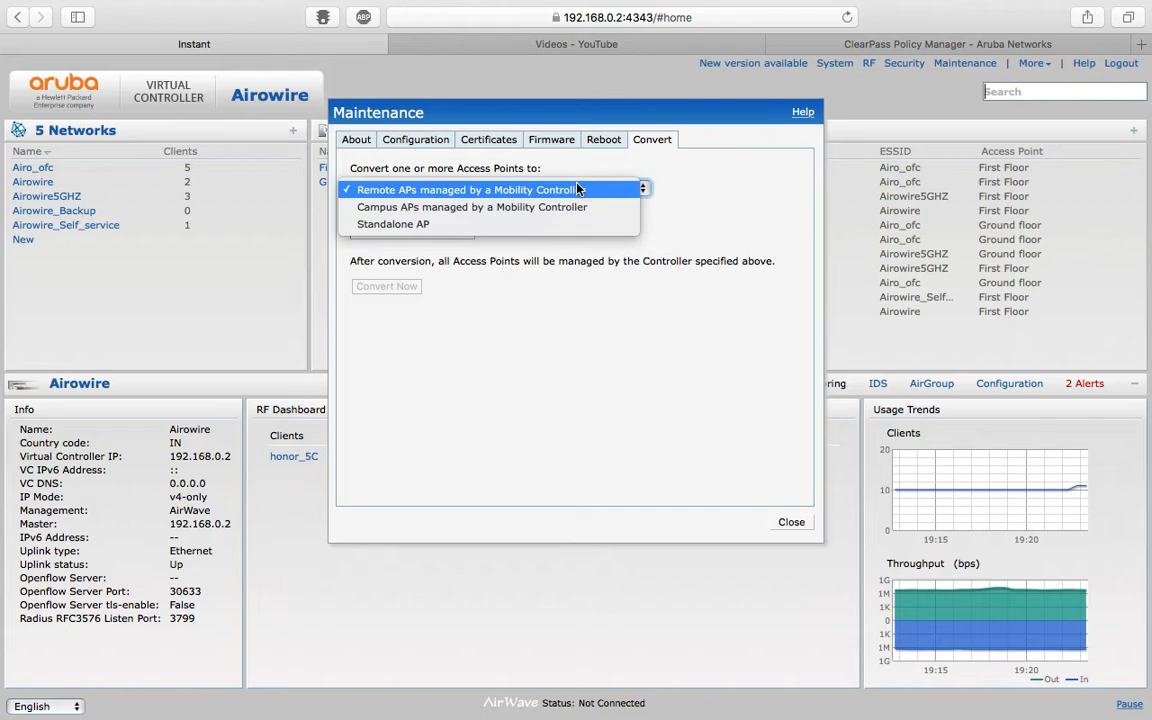 192.168.0.2:4343/#home
ABP
Instant
Videos - YouTube
ClearPass Policy Manager - Aruba Networks
New version available
System
RF
Security
Maintenance
More
Help
Logout
aruba
a Hewlett Packard
Enterprise company
VIRTUAL
CONTROLLER
Airowire
Search
5 Networks
Name
Clients
Airo_ofc 5
Airowire 2
Airowire5GHZ 3
Airowire_Backup 0
Airowire_Self_service 1
New
Maintenance
Help
About
Configuration
Certificates
Firmware
Reboot
Convert
Convert one or more Access Points to:
✓ Remote APs managed by a Mobility Controll
Campus APs managed by a Mobility Controller
Standalone AP
After conversion, all Access Points will be managed by the Controller specified above.
Convert Now
Close
ESSID Access Point
Airo_ofc First Floor
Airowire5GHZ First Floor
Airo_ofc First Floor
Airowire First Floor
Airo_ofc Ground floor
Airo_ofc First Floor
Airowire5GHZ Ground floor
Airowire5GHZ First Floor
Airo_ofc Ground floor
Airowire_Self... First Floor
Airowire First Floor
Airowire
ring
IDS
AirGroup
Configuration
2 Alerts
Info
Name: Airowire
Country code: IN
Virtual Controller IP: 192.168.0.2
VC IPv6 Address: ::
VC DNS: 0.0.0.0
IP Mode: v4-only
Management: AirWave
Master: 192.168.0.2
IPv6 Address: --
Uplink type: Ethernet
Uplink status: Up
Openflow Server: --
Openflow Server Port: 30633
Openflow Server tls-enable: False
Radius RFC3576 Listen Port: 3799
RF Dashboard
Clients
honor_5C
Usage Trends
Clients
20
10
0
19:15 19:20
Throughput (bps)
1G
1M
1K
0
1K
1M
1G
19:15 19:20
Out In
English
AirWave Status: Not Connected
Pause